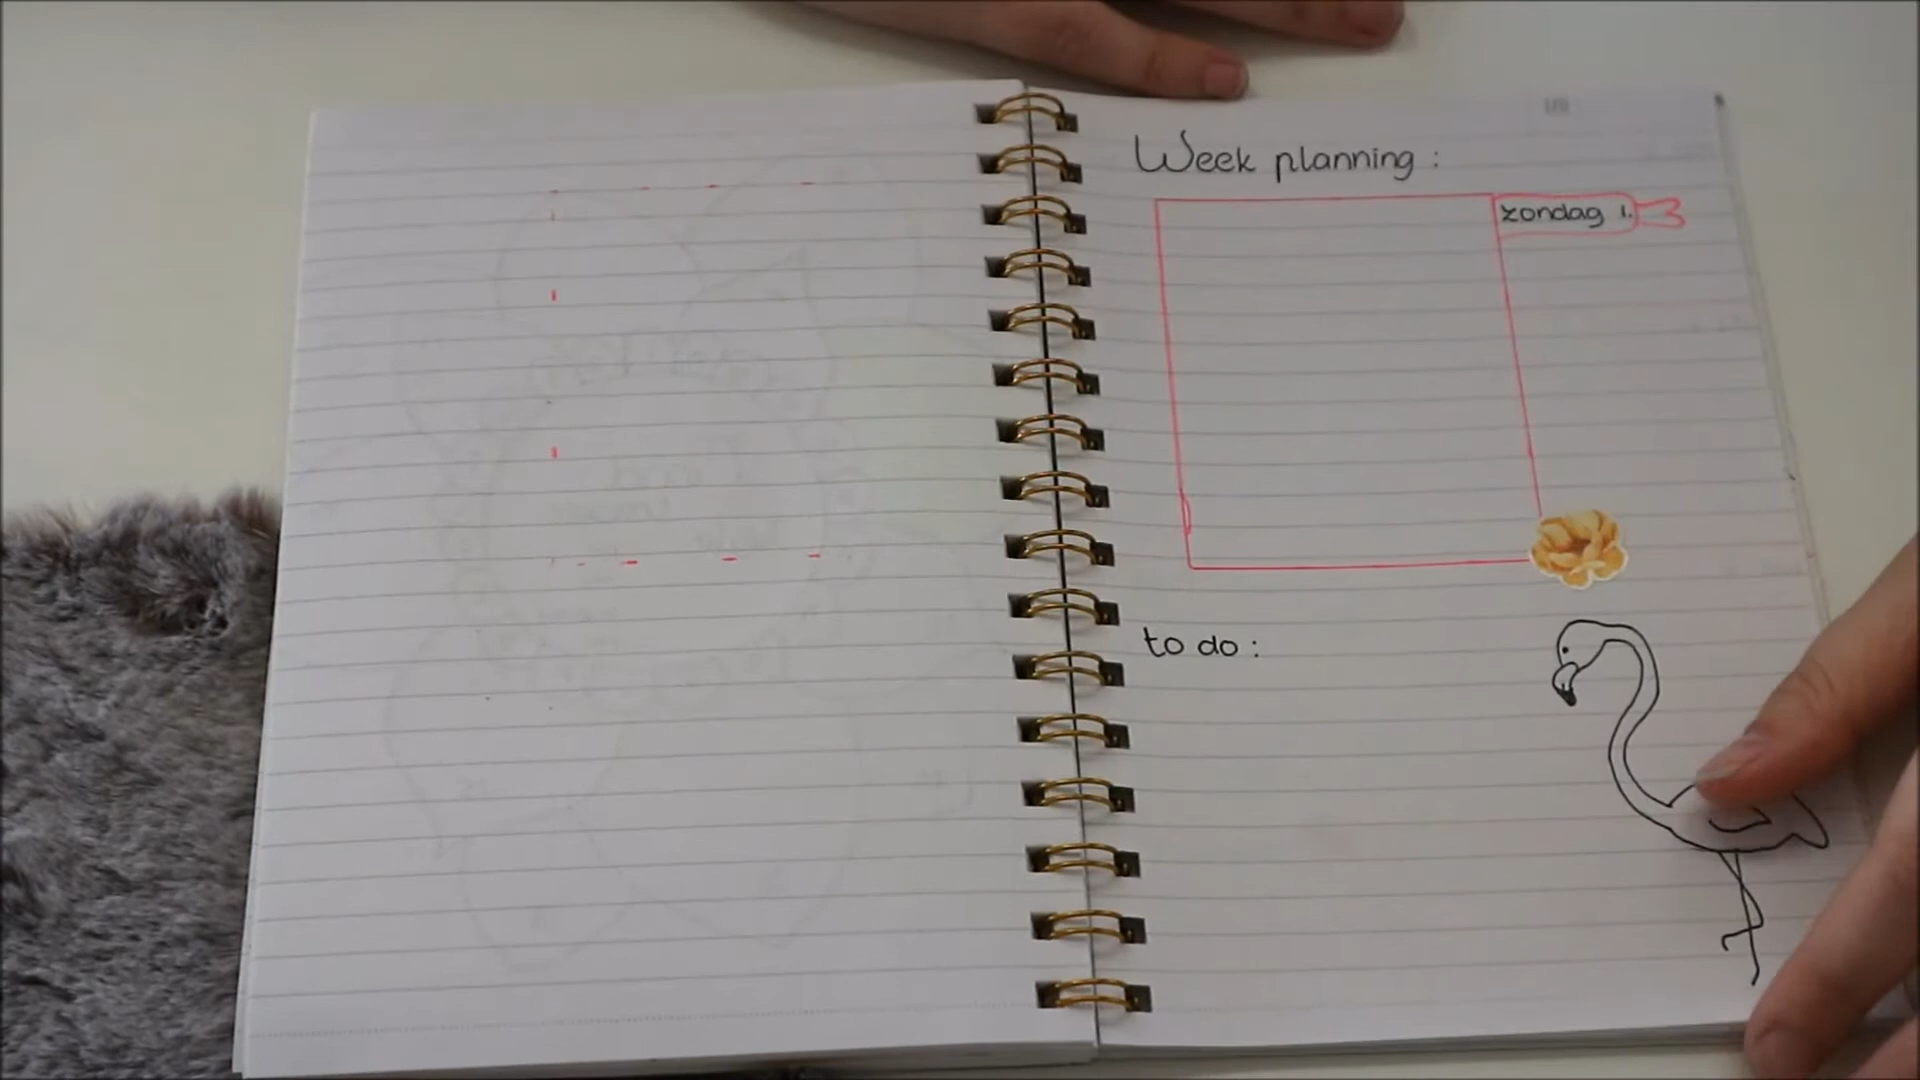 Week planning :
zondag 1.
to do :